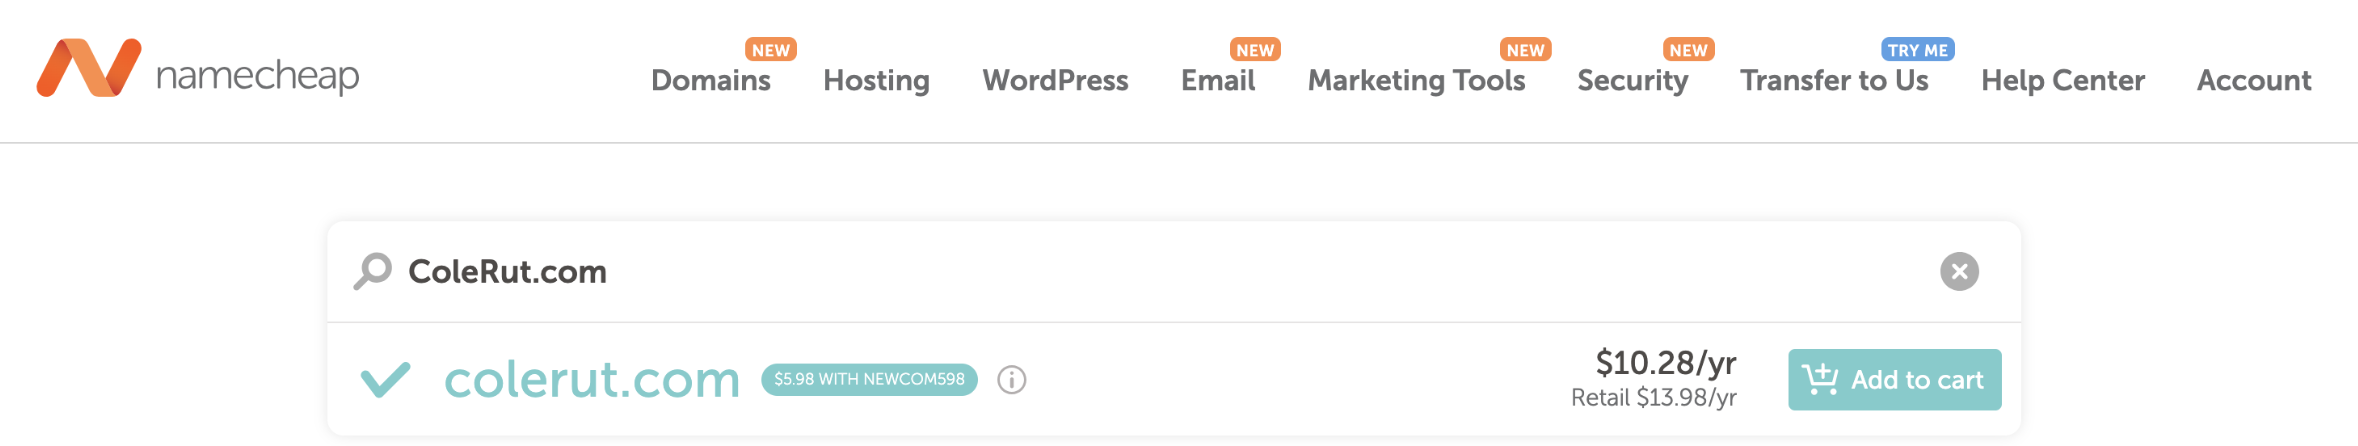 namecheap
NEW NEW NEW NEW TRY ME
Domains Hosting WordPress Email Marketing Tools Security Transfer to Us Help Center Account
ColeRut.com
colerut.com $5.98 WITH NEWCOM598 $10.28/yr Add to cart
Retail $13.98/yr